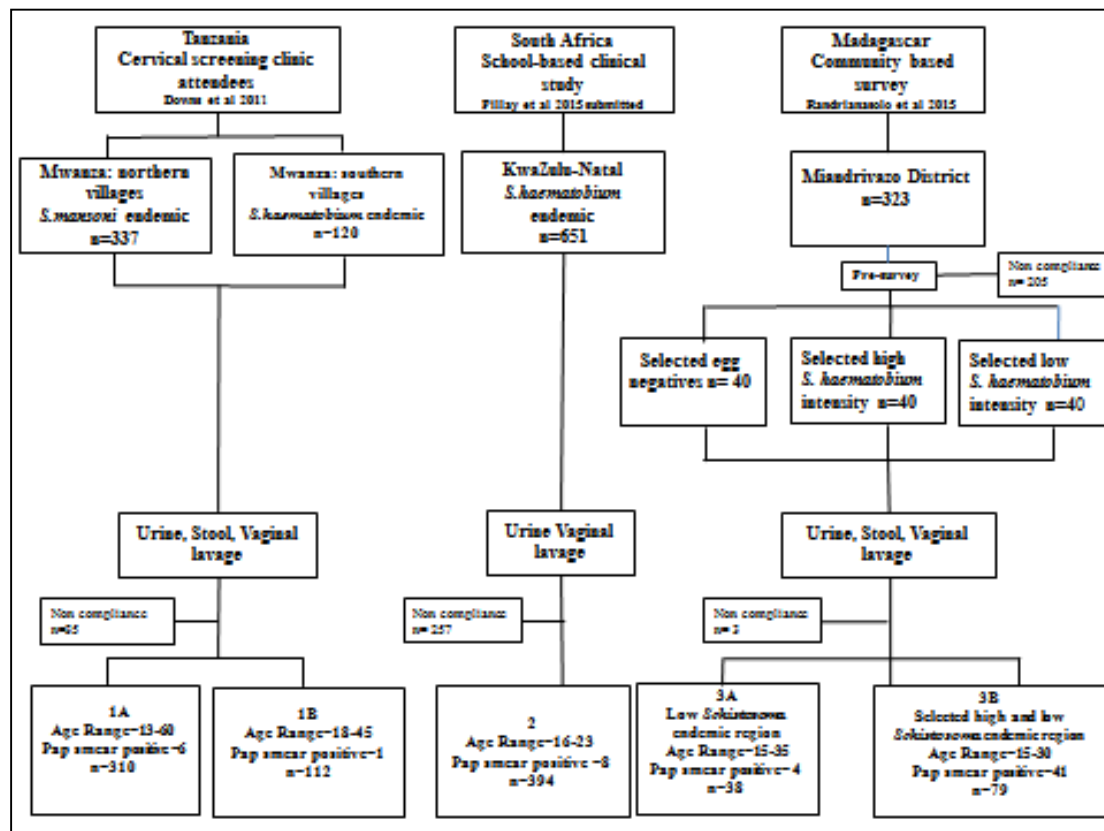 Tanzania
Cervical screening clinic
attendees
Downs et al 2011
South Africa
School-based clinical
study
Pillay et al 2015 submitted
Madagascar
Community based
survey
Randrianasolo et al 2015
Mwanza: northern
villages
S.mansoni endemic
n=337
Mwanza: southern
villages
S.haematobium endemic
n=120
KwaZulu-Natal
S.haematobium
endemic
n=651
Miandrivazo District
n=323
Pre-survey
Non compliance
n= 203
Selected egg
negatives n= 40
Selected high
S. haematobium
intensity n=40
Selected low
S. haematobium
intensity n=40
Urine, Stool, Vaginal
lavage
Urine Vaginal
lavage
Urine, Stool, Vaginal
lavage
Non compliance
n=35
Non compliance
n= 257
Non compliance
n= 3
1A
Age Range=13-60
Pap smear positive=6
n=310
1B
Age Range=18-45
Pap smear positive=1
n=112
2
Age Range=16-23
Pap smear positive =8
n=394
3A
Low Schistosoma
endemic region
Age Range=15-35
Pap smear positive= 4
n=38
3B
Selected high and low
Schistosoma endemic region
Age Range=15-30
Pap smear positive=41
n=79